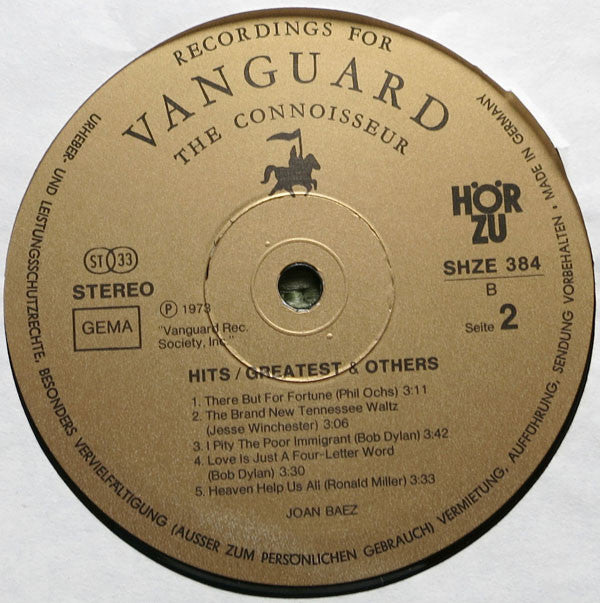 RECORDINGS FOR
VANGUARD
THE CONNOISSEUR
HÖR
ZU
ST 33
STEREO
GEMA
℗ 1973
"Vanguard Rec.
Society, Inc."
SHZE 384
B
Seite 2
HITS / GREATEST & OTHERS
1. There But For Fortune (Phil Ochs) 3:11
2. The Brand New Tennessee Waltz
(Jesse Winchester) 3:06
3. I Pity The Poor Immigrant (Bob Dylan) 3:42
4. Love Is Just A Four-Letter Word
(Bob Dylan) 3:30
5. Heaven Help Us All (Ronald Miller) 3:33
JOAN BAEZ
URHEBER- UND LEISTUNGSSCHUTZRECHTE, BESONDERS VERVIELFÄLTIGUNG (AUSSER ZUM PERSÖNLICHEN GEBRAUCH) VERMIETUNG, AUFFÜHRUNG, SENDUNG VORBEHALTEN • MADE IN GERMANY